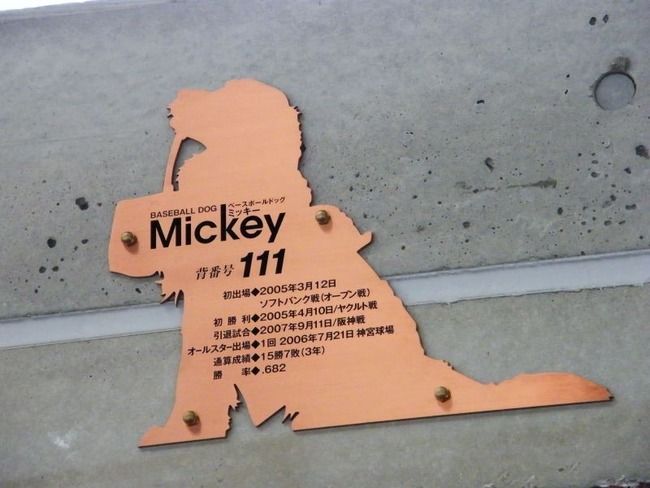 ベースボールドッグ
BASEBALL DOG ミッキー
Mickey
背番号 111
初出場◆2005年3月12日
ソフトバンク戦(オープン戦)
初勝利◆2005年4月10日/ヤクルト戦
引退試合◆2007年9月11日/阪神戦
オールスター出場◆1回 2006年7月21日 神宮球場
通算成績◆15勝7敗(3年)
勝率◆.682